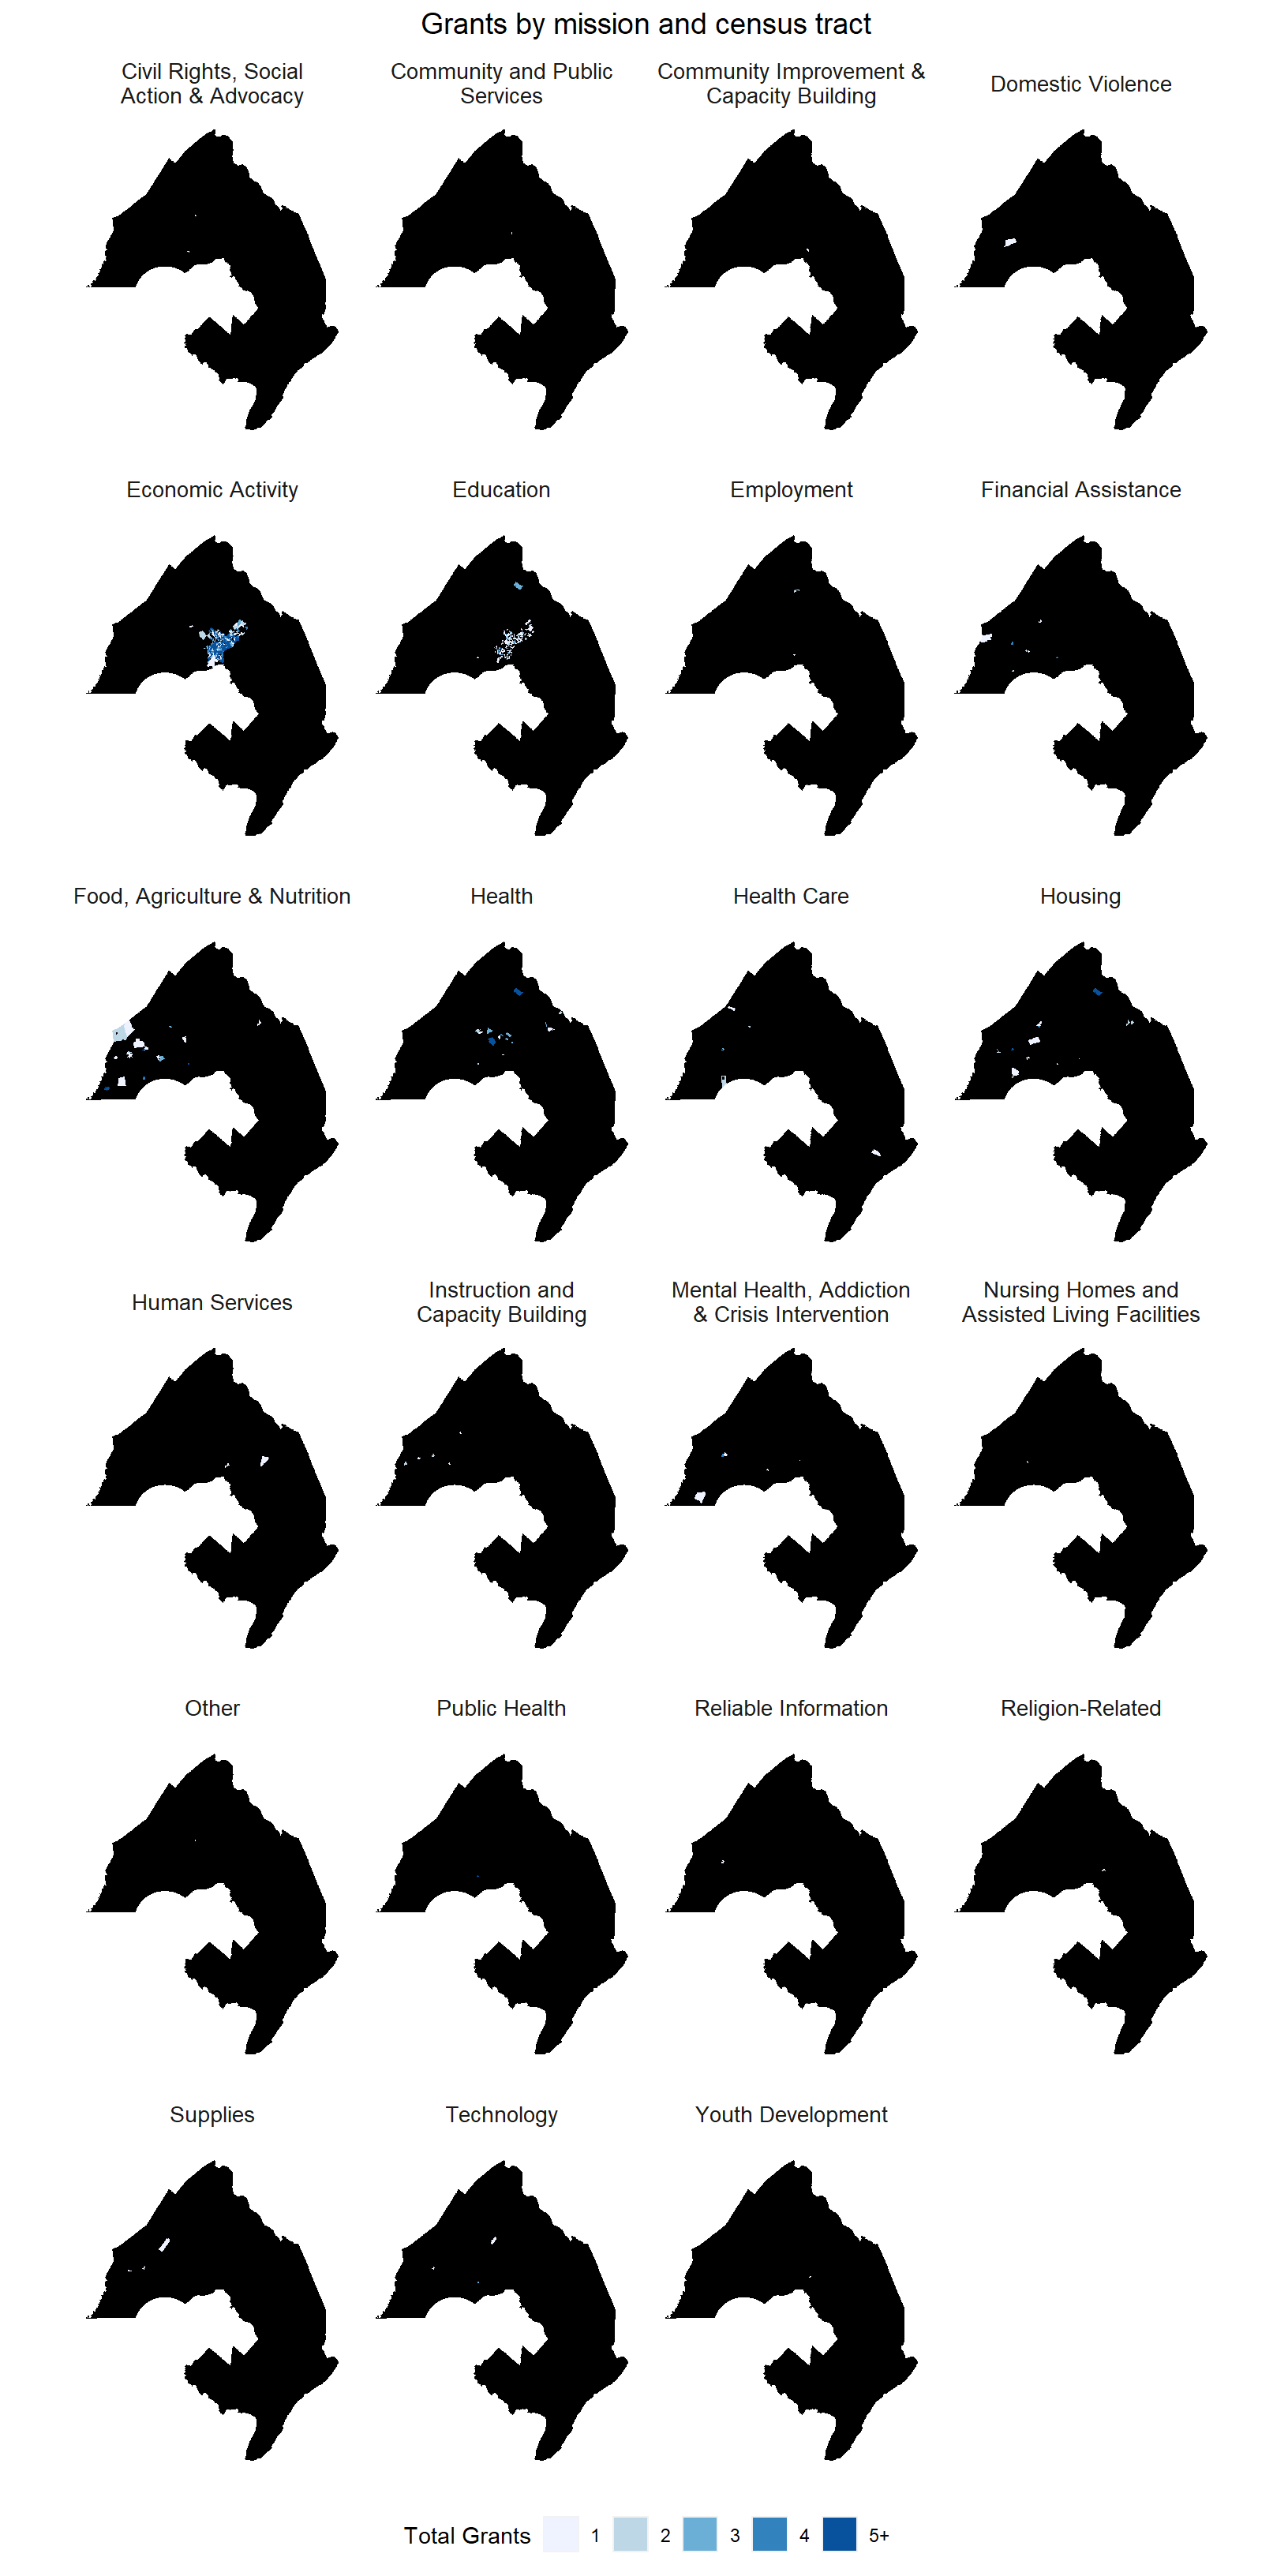 Grants by mission and census tract
Civil Rights, Social
Action & Advocacy
Community and Public
Services
Community Improvement &
Capacity Building
Domestic Violence
Economic Activity
Education
Employment
Financial Assistance
Food, Agriculture & Nutrition
Health
Health Care
Housing
Human Services
Instruction and
Capacity Building
Mental Health, Addiction
& Crisis Intervention
Nursing Homes and
Assisted Living Facilities
Other
Public Health
Reliable Information
Religion-Related
Supplies
Technology
Youth Development
Total Grants 1 2 3 4 5+